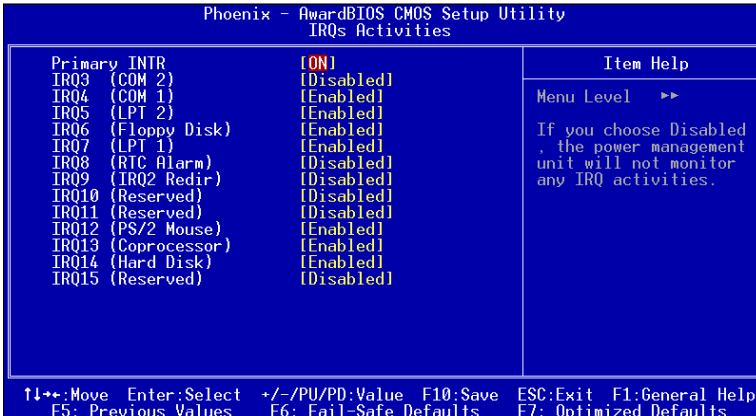 Phoenix - AwardBIOS CMOS Setup Utility
IRQs Activities
Primary INTR [ON]
IRQ3 (COM 2) [Disabled]
IRQ4 (COM 1) [Enabled]
IRQ5 (LPT 2) [Enabled]
IRQ6 (Floppy Disk) [Enabled]
IRQ7 (LPT 1) [Enabled]
IRQ8 (RTC Alarm) [Disabled]
IRQ9 (IRQ2 Redir) [Disabled]
IRQ10 (Reserved) [Disabled]
IRQ11 (Reserved) [Disabled]
IRQ12 (PS/2 Mouse) [Enabled]
IRQ13 (Coprocessor) [Enabled]
IRQ14 (Hard Disk) [Enabled]
IRQ15 (Reserved) [Disabled]
Item Help
Menu Level ►►
If you choose Disabled
, the power management
unit will not monitor
any IRQ activities.
↑↓→←:Move Enter:Select +/-/PU/PD:Value F10:Save ESC:Exit F1:General Help
F5: Previous Values F6: Fail-Safe Defaults F7: Optimized Defaults